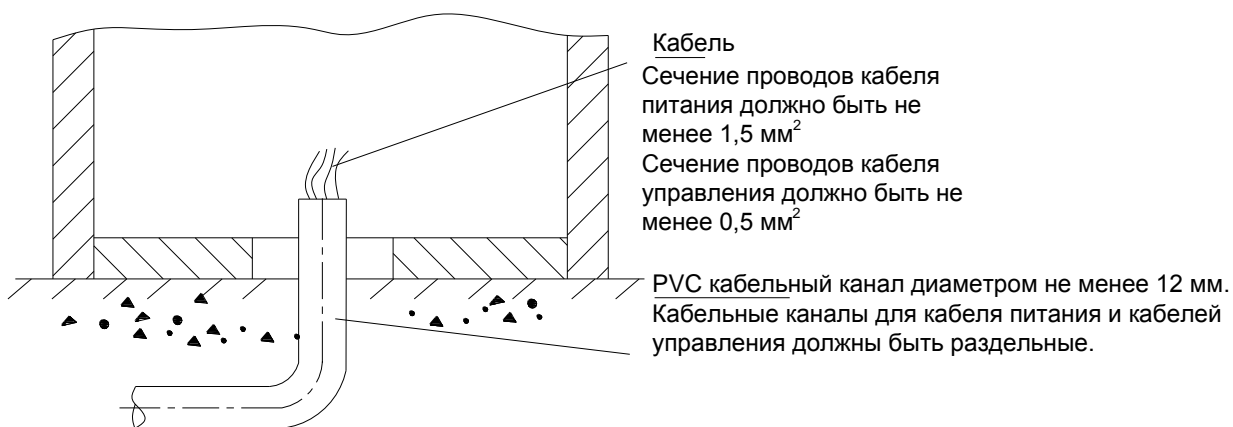 Кабель
Сечение проводов кабеля
питания должно быть не
менее 1,5 мм²
Сечение проводов кабеля
управления должно быть не
менее 0,5 мм²
PVC кабельный канал диаметром не менее 12 мм.
Кабельные каналы для кабеля питания и кабелей
управления должны быть раздельные.